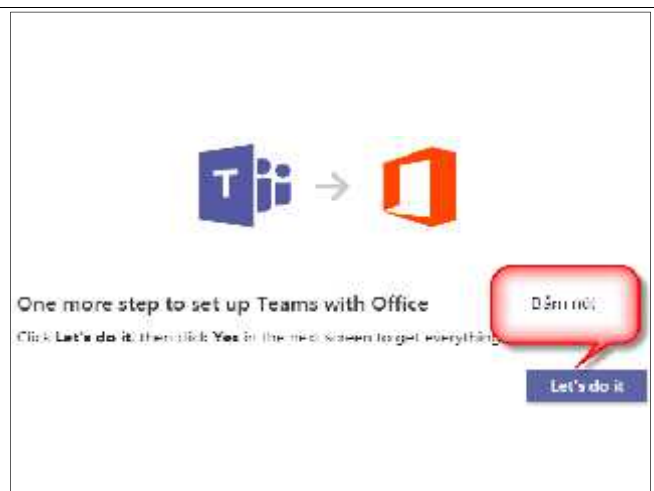 T
One more step to set up Teams with Office
Bấm nút
Click Let's do it, then click Yes in the next screen to get everything
Let's do it